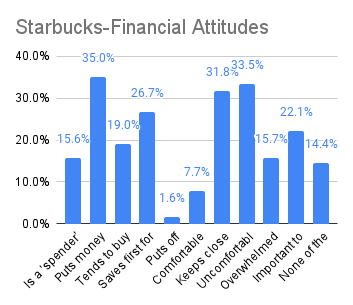 Starbucks-Financial Attitudes
40.0%
30.0%
20.0%
10.0%
0.0%
15.6%
35.0%
19.0%
26.7%
1.6%
7.7%
31.8%
33.5%
15.7%
22.1%
14.4%
Is a 'spender'
Puts money
Tends to buy
Saves first for
Puts off
Comfortable
Keeps close
Uncomfortabl
Overwhelmed
Important to
None of the